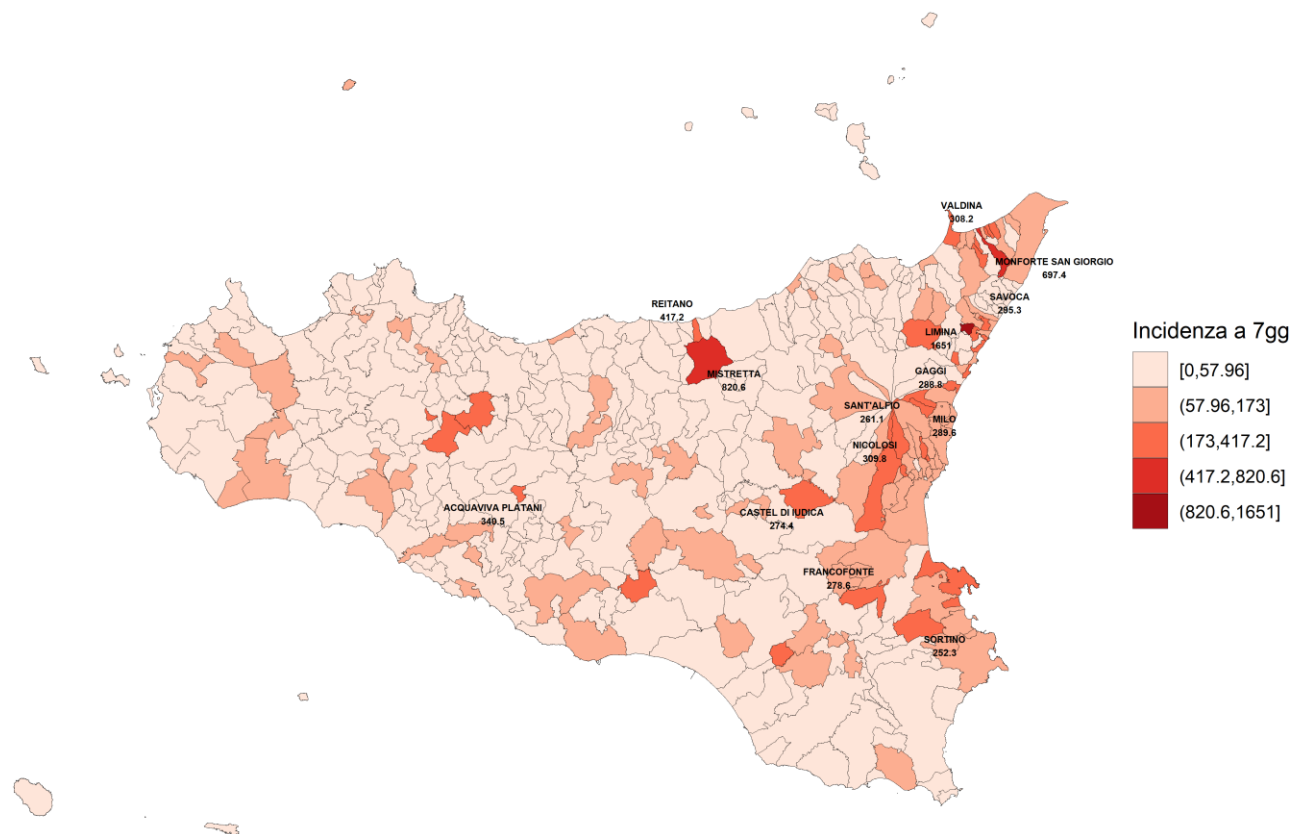 VALDINA
308.2
MONFORTE SAN GIORGIO
697.4
SAVOCA
295.3
REITANO
417.2
LIMINA
1651
GAGGI
288.8
MISTRETTA
820.6
SANT'ALFIO
261.1
MILO
289.6
NICOLOSI
309.8
ACQUAVIVA PLATANI
340.5
CASTEL DI IUDICA
274.4
FRANCOFONTE
278.6
SORTINO
252.3
Incidenza a 7gg
[0,57.96]
(57.96,173]
(173,417.2]
(417.2,820.6]
(820.6,1651]